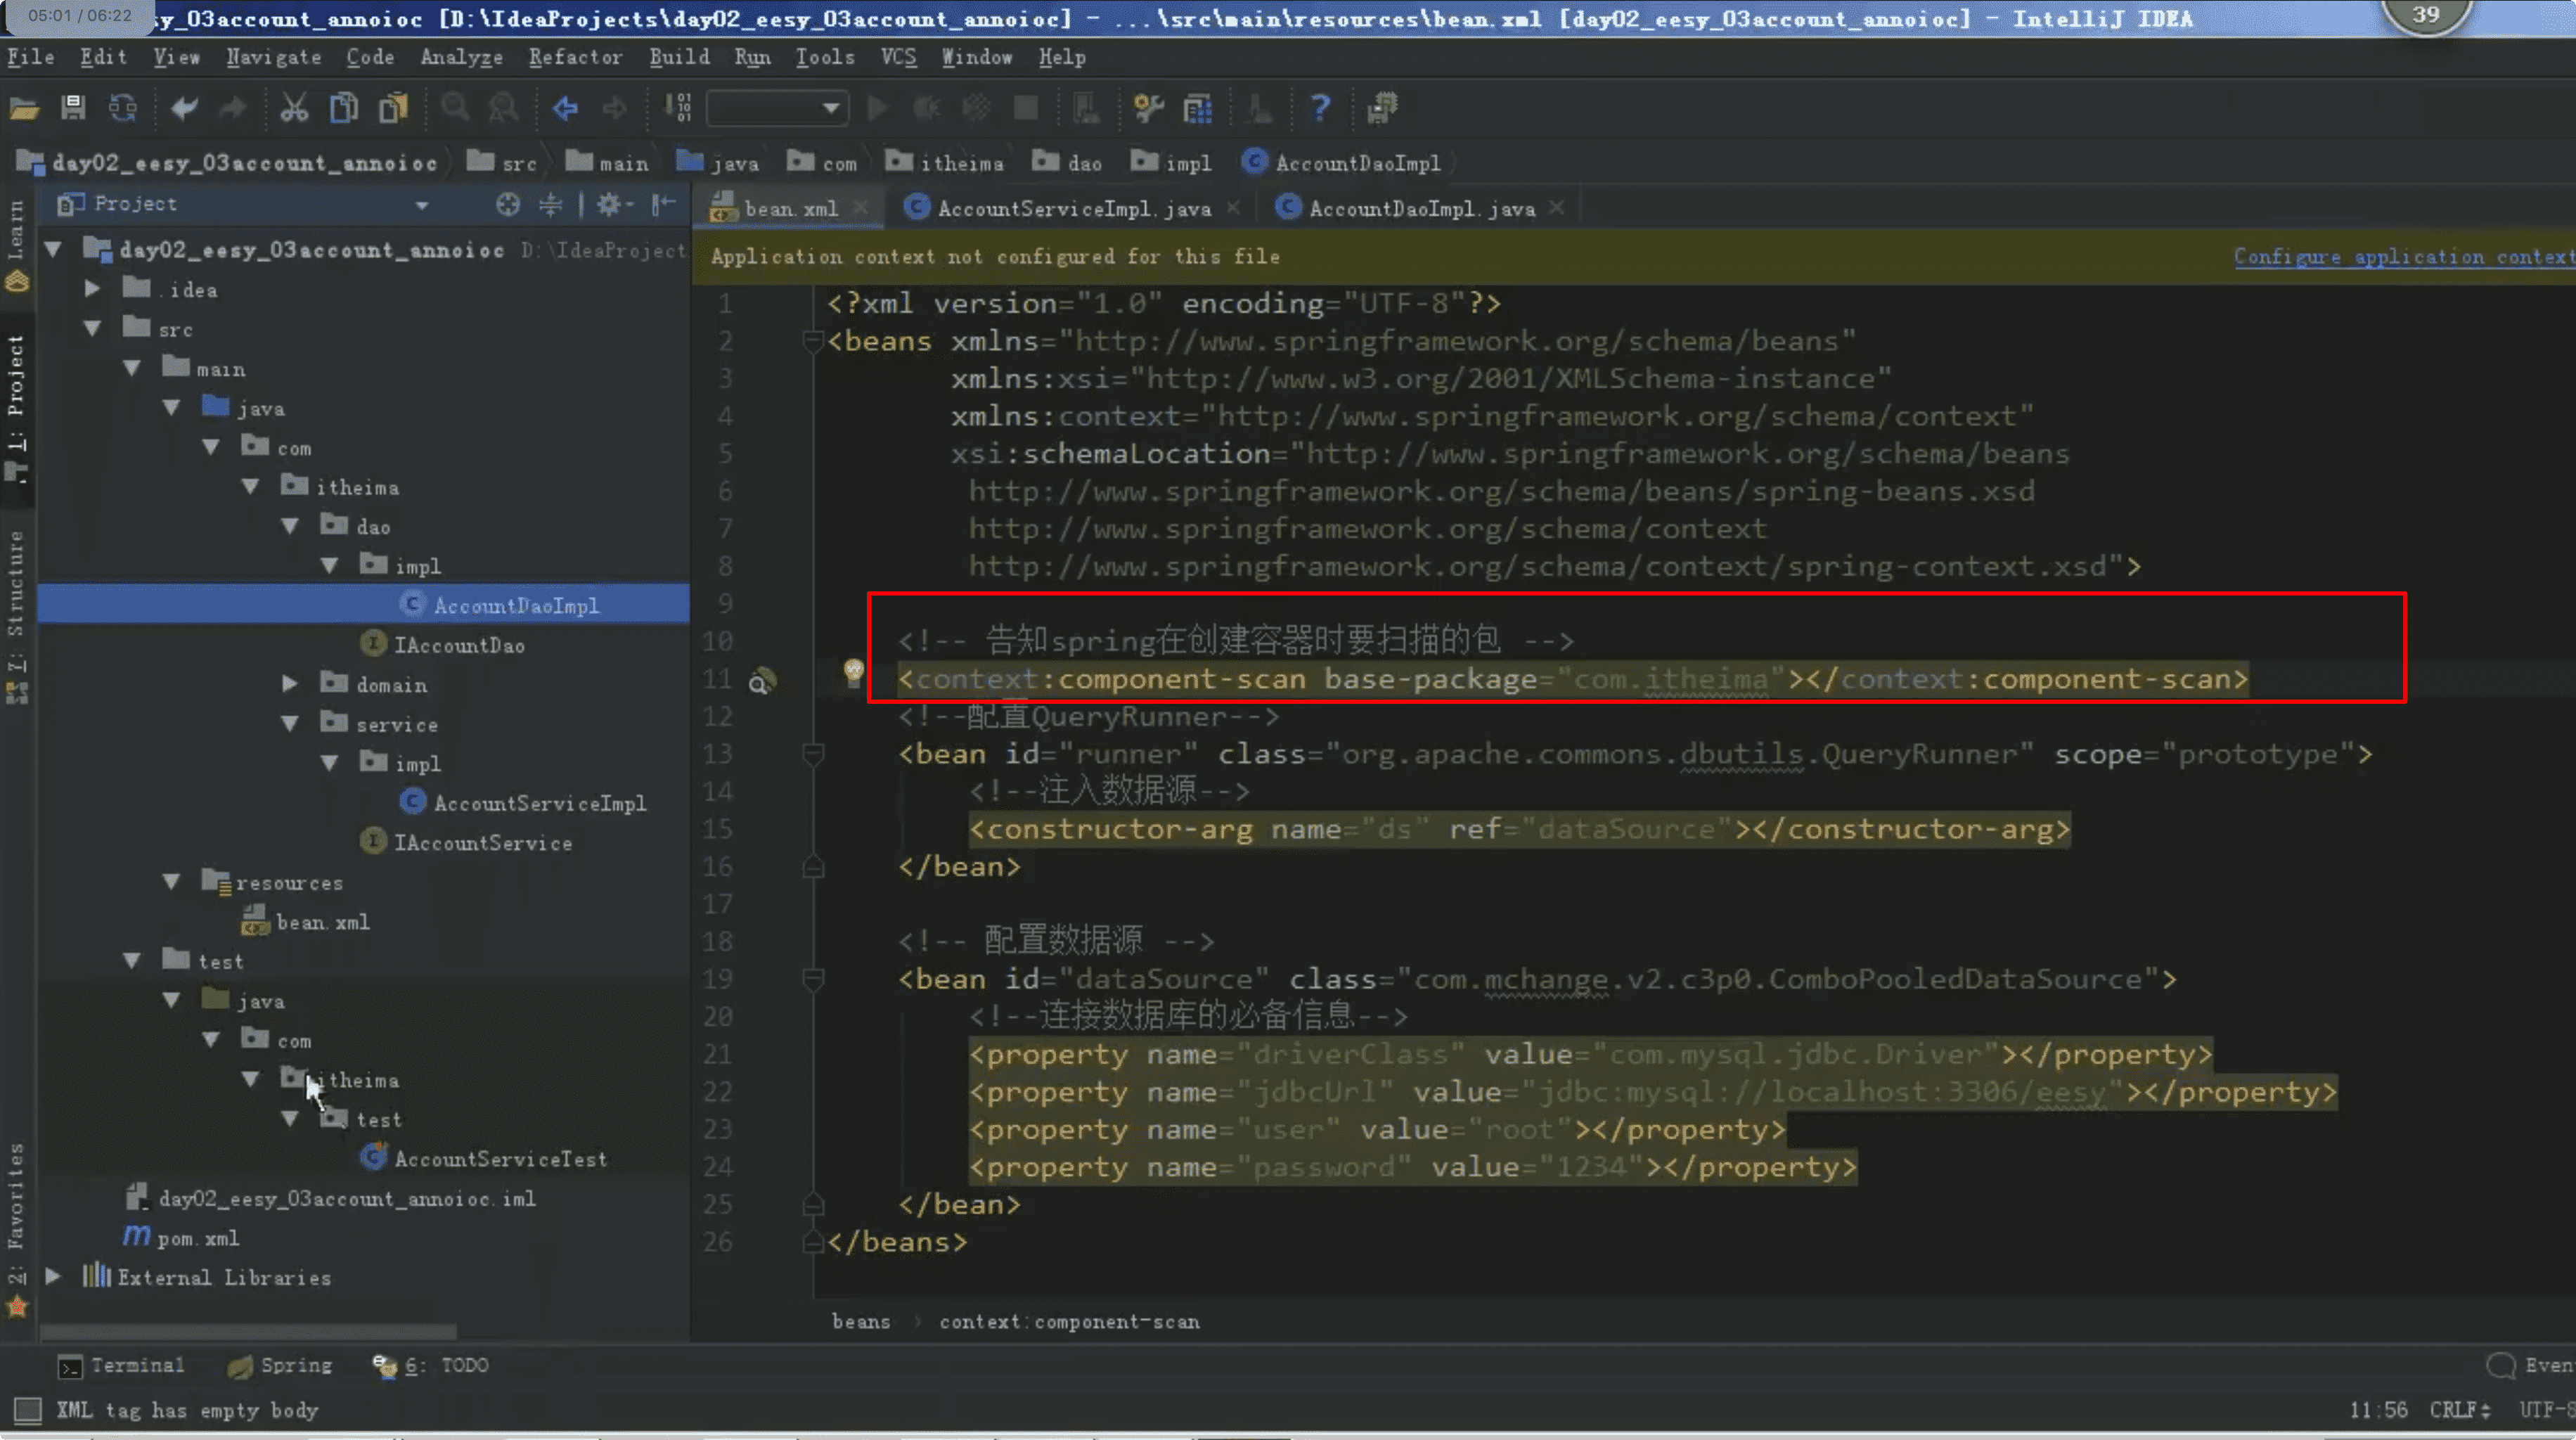 05:01 / 06:22
sy_03account_annoioc [D:\IdeaProjects\day02_eesy_03account_annoioc] - ...\src\main\resources\bean.xml [day02_eesy_03account_annoioc] - IntelliJ IDEA
39
File Edit View Navigate Code Analyze Refactor Build Run Tools VCS Window Help
day02_eesy_03account_annoioc src main java com itheima dao impl AccountDaoImpl
Project
bean.xml AccountServiceImpl.java AccountDaoImpl.java
Learn
1: Project
7: Structure
2: Favorites
day02_eesy_03account_annoioc D:\IdeaProject
.idea
src
main
java
com
itheima
dao
impl
AccountDaoImpl
IAccountDao
domain
service
impl
AccountServiceImpl
IAccountService
resources
bean.xml
test
java
com
itheima
test
AccountServiceTest
day02_eesy_03account_annoioc.iml
pom.xml
External Libraries
Application context not configured for this file Configure application context
1 <?xml version="1.0" encoding="UTF-8"?>
2 <beans xmlns="http://www.springframework.org/schema/beans"
3 xmlns:xsi="http://www.w3.org/2001/XMLSchema-instance"
4 xmlns:context="http://www.springframework.org/schema/context"
5 xsi:schemaLocation="http://www.springframework.org/schema/beans
6 http://www.springframework.org/schema/beans/spring-beans.xsd
7 http://www.springframework.org/schema/context
8 http://www.springframework.org/schema/context/spring-context.xsd">
9
10 <!-- 告知spring在创建容器时要扫描的包 -->
11 <context:component-scan base-package="com.itheima"></context:component-scan>
12 <!--配置QueryRunner-->
13 <bean id="runner" class="org.apache.commons.dbutils.QueryRunner" scope="prototype">
14 <!--注入数据源-->
15 <constructor-arg name="ds" ref="dataSource"></constructor-arg>
16 </bean>
17
18 <!-- 配置数据源 -->
19 <bean id="dataSource" class="com.mchange.v2.c3p0.ComboPooledDataSource">
20 <!--连接数据库的必备信息-->
21 <property name="driverClass" value="com.mysql.jdbc.Driver"></property>
22 <property name="jdbcUrl" value="jdbc:mysql://localhost:3306/eesy"></property>
23 <property name="user" value="root"></property>
24 <property name="password" value="1234"></property>
25 </bean>
26 </beans>
beans context:component-scan
Terminal Spring 6: TODO Even
XML tag has empty body 11:56 CRLF UTF-8